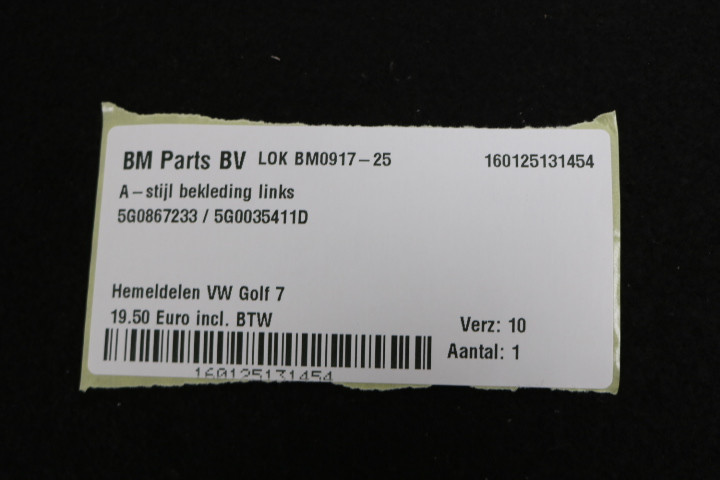 BM Parts BV LOK BM0917-25 160125131454
A-stijl bekleding links
5G0867233 / 5G0035411D
Hemeldelen VW Golf 7
19.50 Euro incl. BTW
Verz: 10
Aantal: 1
160125131454